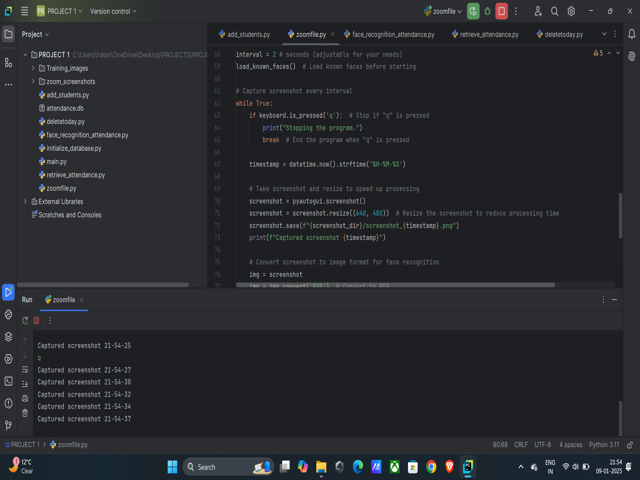 PR PROJECT 1
Version control
zoomfile
Project
add_students.py
zoomfile.py
face_recognition_attendance.py
retrieve_attendance.py
deletetoday.py
PROJECT 1
Training_images
zoom_screenshots
add_students.py
attendance.db
deletetoday.py
face_recognition_attendance.py
initialize_database.py
main.py
retrieve_attendance.py
zoomfile.py
External Libraries
Scratches and Consoles
5
58 interval = 2 # seconds (adjustable for your needs)
59 load_known_faces() # Load known faces before starting
60
61 # Capture screenshot every interval
62 while True:
63 if keyboard.is_pressed('q'): # Stop if "q" is pressed
64 print("Stopping the program.")
65 break # End the program when "q" is pressed
66
67 timestamp = datetime.now().strftime('%H-%M-%S')
68
69 # Take screenshot and resize to speed up processing
70 screenshot = pyautogui.screenshot()
71 screenshot = screenshot.resize((640, 480)) # Resize the screenshot to reduce processing time
72 screenshot.save(f"{screenshot_dir}/screenshot_{timestamp}.png")
73 print(f"Captured screenshot {timestamp}")
74
75 # Convert screenshot to image format for face recognition
76 img = screenshot
77 img = img.convert('RGB') # Convert to RGB
Run
zoomfile
Captured screenshot 21-54-25
q
Captured screenshot 21-54-27
Captured screenshot 21-54-30
Captured screenshot 21-54-32
Captured screenshot 21-54-34
Captured screenshot 21-54-37
PROJECT 1
zoomfile.py
80:68
CRLF
UTF-8
4 spaces
Python 3.11
12°C
Clear
Search
ENG
IN
21:54
09-01-2025